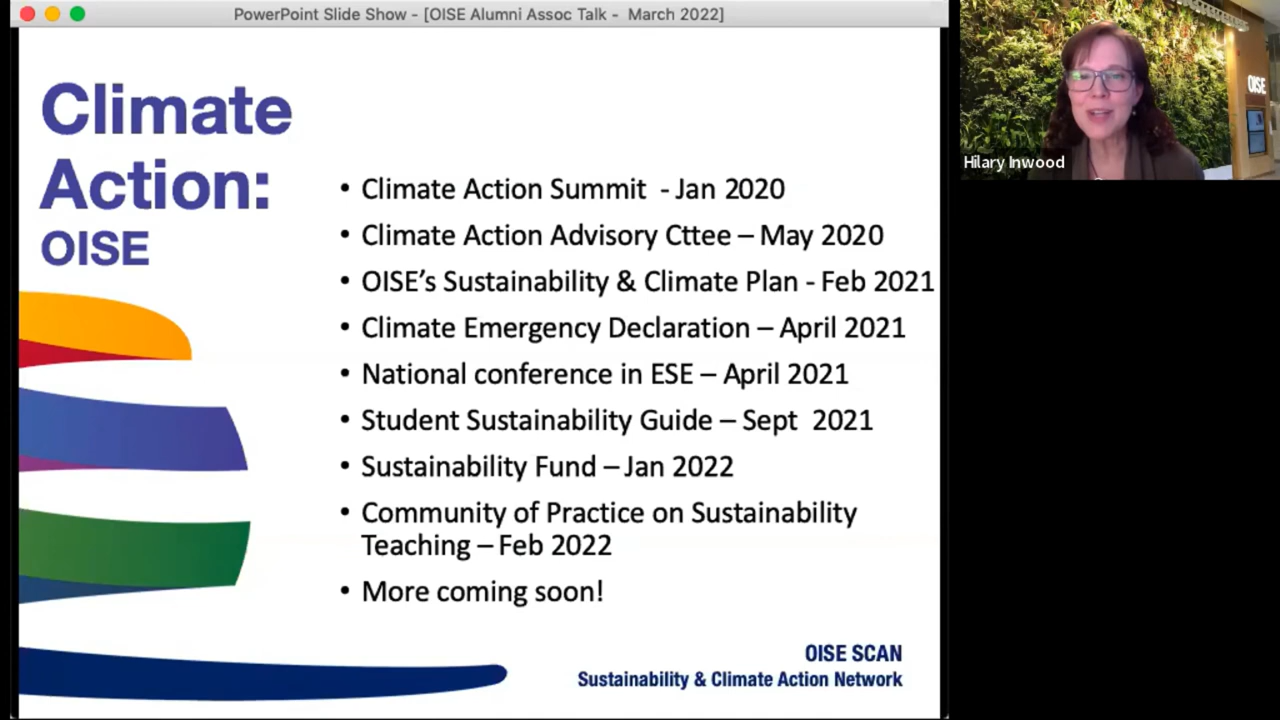 PowerPoint Slide Show - [OISE Alumni Assoc Talk -  March 2022]
Climate
Action:
OISE
• Climate Action Summit  - Jan 2020
• Climate Action Advisory Cttee – May 2020
• OISE’s Sustainability & Climate Plan - Feb 2021
• Climate Emergency Declaration – April 2021
• National conference in ESE – April 2021
• Student Sustainability Guide – Sept  2021
• Sustainability Fund – Jan 2022
• Community of Practice on Sustainability
Teaching – Feb 2022
• More coming soon!
OISE SCAN
Sustainability & Climate Action Network
OISE
Hilary Inwood